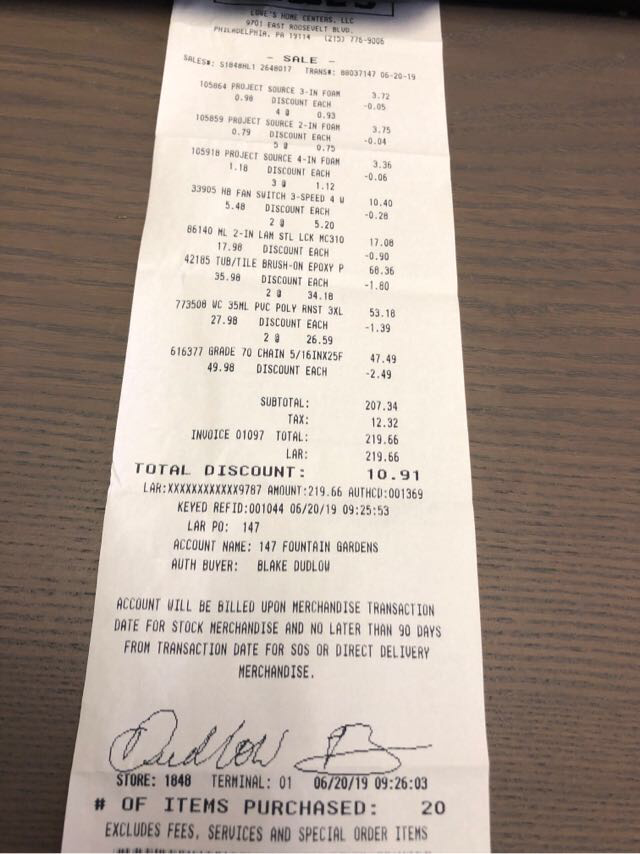 LOWE'S HOME CENTERS, LLC
9701 EAST ROOSEVELT BLVD.
PHILADELPHIA, PA 19114 (215) 776-9006
- SALE -
SALES#: S1848HL1 2648017 TRANS#: 88037147 06-20-19
105864 PROJECT SOURCE 3-IN FOAM 3.72
0.98 DISCOUNT EACH -0.05
4 @ 0.93
105859 PROJECT SOURCE 2-IN FOAM 3.75
0.79 DISCOUNT EACH -0.04
5 @ 0.75
105918 PROJECT SOURCE 4-IN FOAM 3.36
1.18 DISCOUNT EACH -0.06
3 @ 1.12
33905 HB FAN SWITCH 3-SPEED 4 W 10.40
5.48 DISCOUNT EACH -0.28
2 @ 5.20
86140 ML 2-IN LAM STL LCK MC310 17.08
17.98 DISCOUNT EACH -0.90
42185 TUB/TILE BRUSH-ON EPOXY P 68.36
35.98 DISCOUNT EACH -1.80
2 @ 34.18
773508 WC 35ML PVC POLY RNST 3XL 53.18
27.98 DISCOUNT EACH -1.39
2 @ 26.59
616377 GRADE 70 CHAIN 5/16INX25F 47.49
49.98 DISCOUNT EACH -2.49
SUBTOTAL: 207.34
TAX: 12.32
INVOICE 01097 TOTAL: 219.66
LAR: 219.66
TOTAL DISCOUNT: 10.91
LAR:XXXXXXXXXXXX9787 AMOUNT:219.66 AUTHCD:001369
KEYED REFID:001044 06/20/19 09:25:53
LAR PO: 147
ACCOUNT NAME: 147 FOUNTAIN GARDENS
AUTH BUYER: BLAKE DUDLOW
ACCOUNT WILL BE BILLED UPON MERCHANDISE TRANSACTION
DATE FOR STOCK MERCHANDISE AND NO LATER THAN 90 DAYS
FROM TRANSACTION DATE FOR SOS OR DIRECT DELIVERY
MERCHANDISE.
Dudlow B
STORE: 1848 TERMINAL: 01 06/20/19 09:26:03
# OF ITEMS PURCHASED: 20
EXCLUDES FEES, SERVICES AND SPECIAL ORDER ITEMS